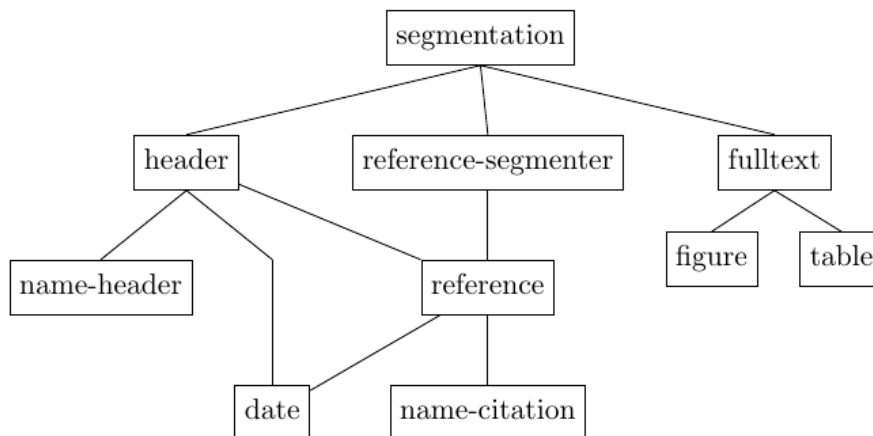 segmentation
header
reference-segmenter
fulltext
figure
table
name-header
reference
date
name-citation